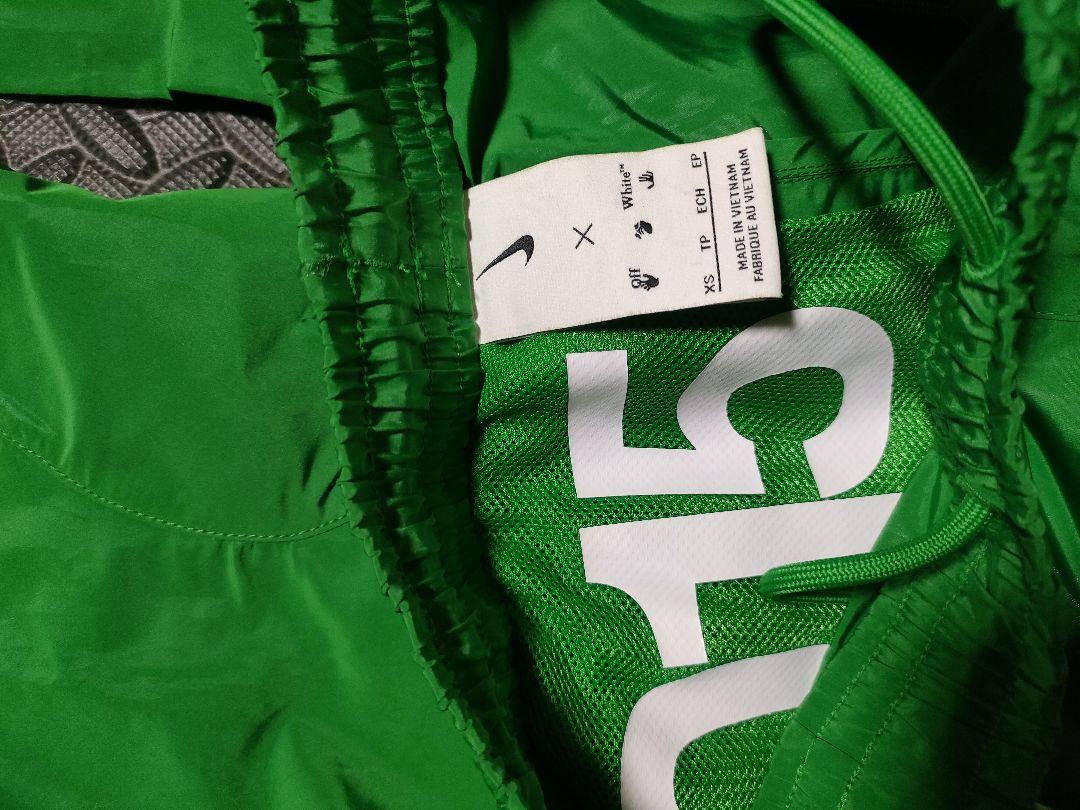 Off White™
XS TP ECH EP
MADE IN VIETNAM
FABRIQUE AU VIETNAM
015